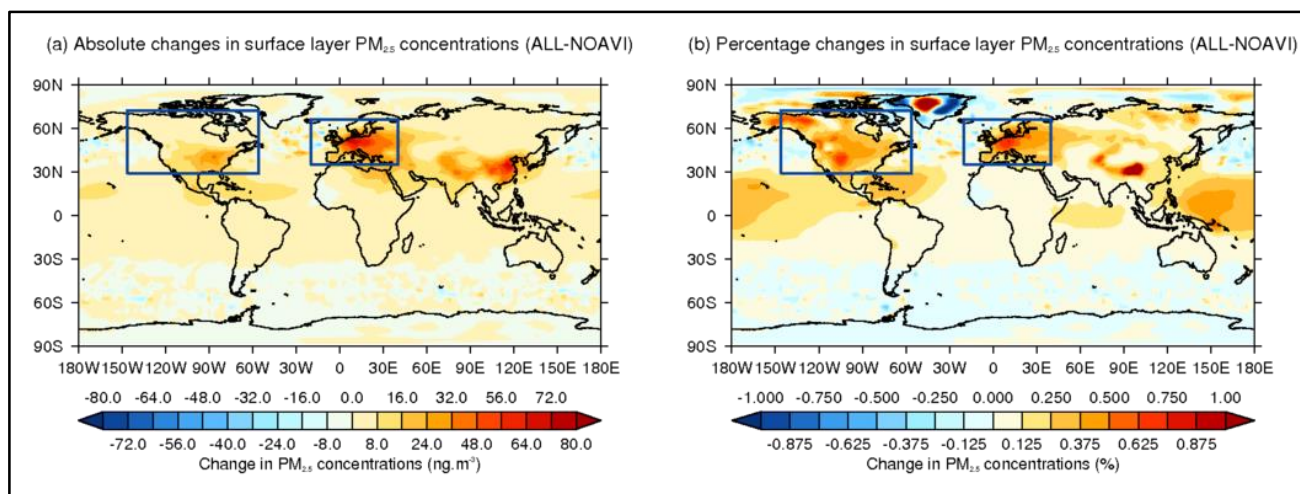 (a) Absolute changes in surface layer PM₂.₅ concentrations (ALL-NOAVI)
90N
60N
30N
0
30S
60S
90S
180W 150W 120W 90W 60W 30W 0E 30E 60E 90E 120E 150E 180E
-80.0 -64.0 -48.0 -32.0 -16.0 0.0 16.0 32.0 56.0 72.0
-72.0 -56.0 -40.0 -24.0 -8.0 8.0 24.0 48.0 64.0 80.0
Change in PM₂.₅ concentrations (ng.m⁻³)
(b) Percentage changes in surface layer PM₂.₅ concentrations (ALL-NOAVI)
90N
60N
30N
0
30S
60S
90S
180W 150W 120W 90W 60W 30W 0E 30E 60E 90E 120E 150E 180E
-1.000 -0.750 -0.500 -0.250 0.000 0.250 0.500 0.750 1.00
-0.875 -0.625 -0.375 -0.125 0.125 0.375 0.625 0.875
Change in PM₂.₅ concentrations (%)